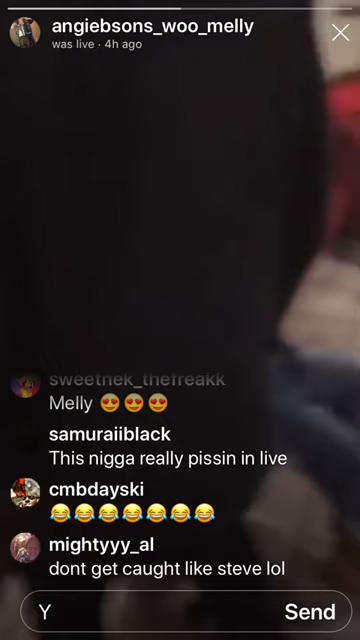 angiebsons_woo_melly
was live · 4h ago
sweetnek_thefreakk
Melly 😍😍😍
samuraiiblack
This nigga really pissin in live
cmbdayski
😂😂😂😂😂😂😂
mightyyy_al
dont get caught like steve lol
Y
Send